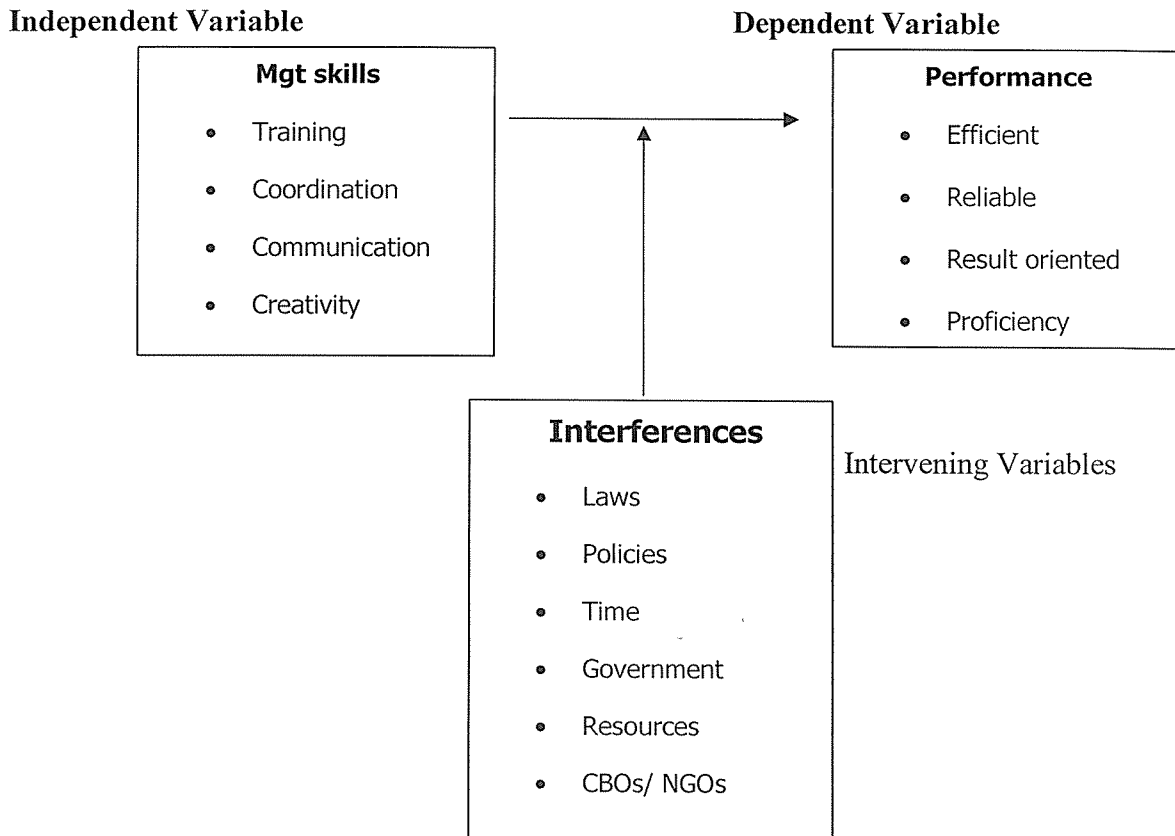 Independent Variable
Dependent Variable
Mgt skills
• Training
• Coordination
• Communication
• Creativity
Performance
• Efficient
• Reliable
• Result oriented
• Proficiency
Interferences
• Laws
• Policies
• Time
• Government
• Resources
• CBOs/ NGOs
Intervening Variables